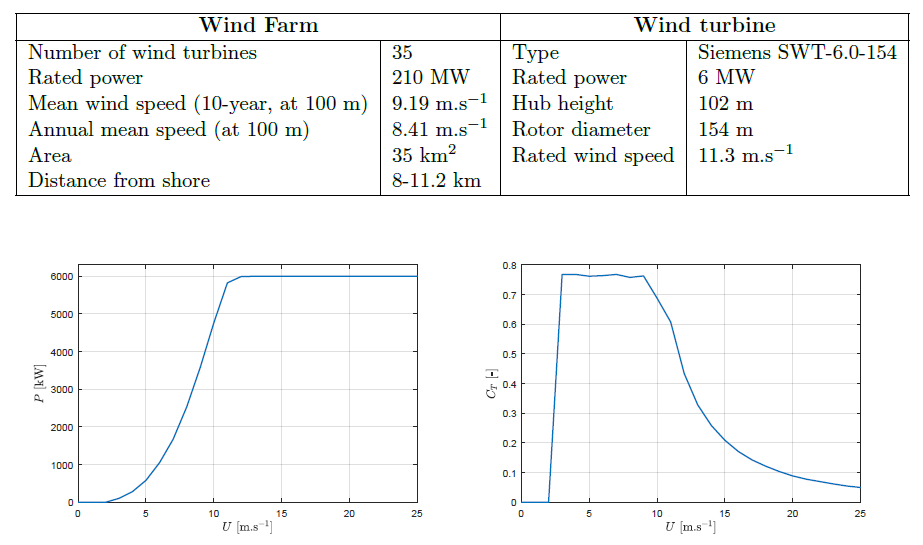 Wind Farm Wind turbine
Number of wind turbines 35 Type Siemens SWT-6.0-154
Rated power 210 MW Rated power 6 MW
Mean wind speed (10-year, at 100 m) 9.19 m.s⁻¹ Hub height 102 m
Annual mean speed (at 100 m) 8.41 m.s⁻¹ Rotor diameter 154 m
Area 35 km² Rated wind speed 11.3 m.s⁻¹
Distance from shore 8-11.2 km
6000
5000
4000
3000
2000
1000
0
P [kW]
0 5 10 15 20 25
U [m.s⁻¹]
0.8
0.7
0.6
0.5
0.4
0.3
0.2
0.1
0
C_T [-]
0 5 10 15 20 25
U [m.s⁻¹]